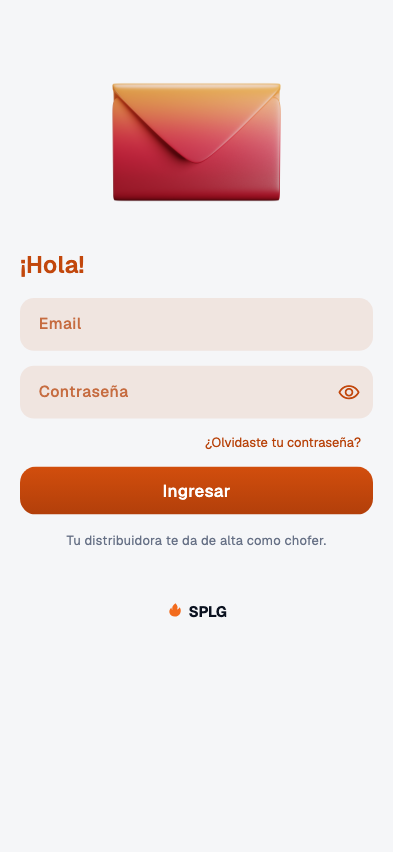 ¡Hola!
Email
Contraseña
¿Olvidaste tu contraseña?
Ingresar
Tu distribuidora te da de alta como chofer.
SPLG